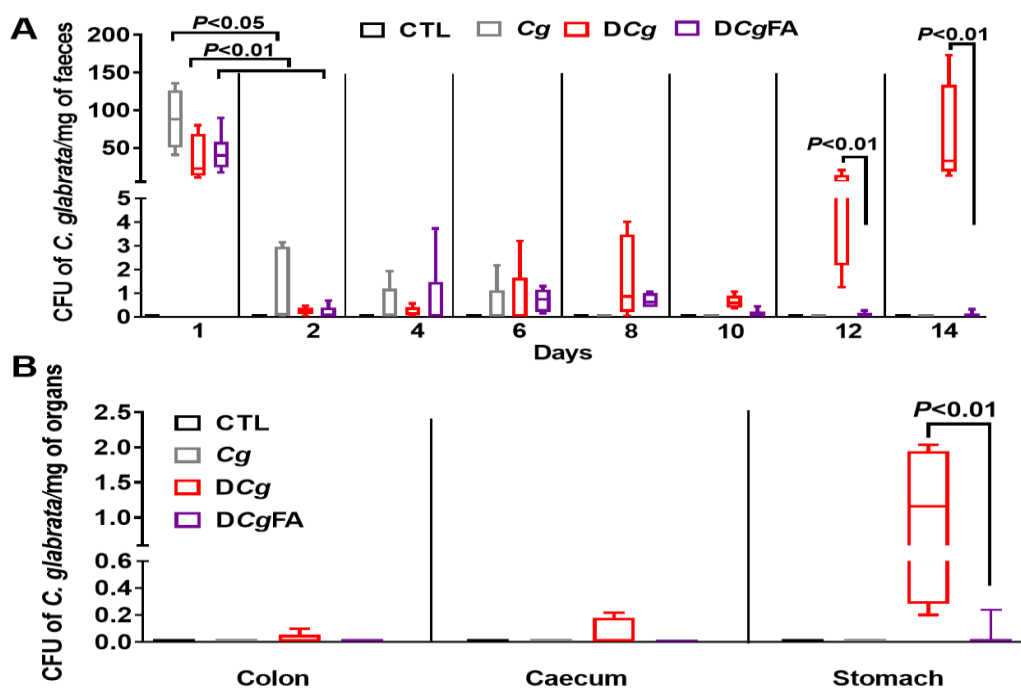 A
CTL Cg DCg DCgFA
CFU of C. glabrata/mg of faeces
200
150
100
50
5
4
3
2
1
0
P<0.05
P<0.01
P<0.01
P<0.01
1 2 4 6 8 10 12 14
Days
B
CFU of C. glabrata/mg of organs
2.5
2.0
1.5
1.0
0.6
0.4
0.2
0.0
CTL
Cg
DCg
DCgFA
P<0.01
Colon Caecum Stomach